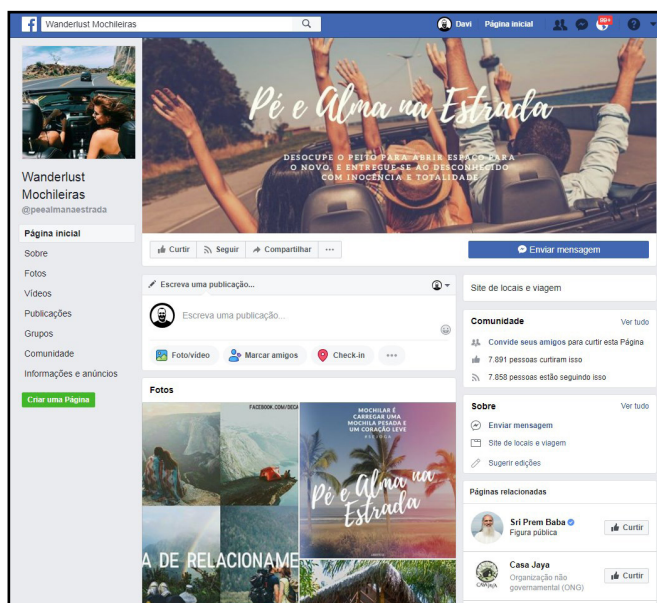 Wanderlust Mochileiras
Davi
Página inicial
99+
Wanderlust
Mochileiras
@peealmanaestrada
Página inicial
Sobre
Fotos
Vídeos
Publicações
Grupos
Comunidade
Informações e anúncios
Criar uma Página
Pé e Alma na Estrada
DESOCUPE O PEITO PARA ABRIR ESPAÇO PARA
O NOVO, E ENTREGUE-SE AO DESCONHECIDO
COM INOCÊNCIA E TOTALIDADE
Curtir
Seguir
Compartilhar
Enviar mensagem
Escreva uma publicação...
Escreva uma publicação...
Foto/vídeo
Marcar amigos
Check-in
Fotos
FACEBOOK.COM/DECA
A DE RELACIONAME
MOCHILAR É
CARREGAR UMA
MOCHILA PESADA E
UM CORAÇÃO LEVE
Pé e Alma na
Estrada
Site de locais e viagem
Comunidade
Ver tudo
Convide seus amigos para curtir esta Página
7.891 pessoas curtiram isso
7.858 pessoas estão seguindo isso
Sobre
Ver tudo
Enviar mensagem
Site de locais e viagem
Sugerir edições
Páginas relacionadas
Sri Prem Baba
Figura pública
Curtir
Casa Jaya
Organização não
governamental (ONG)
Curtir